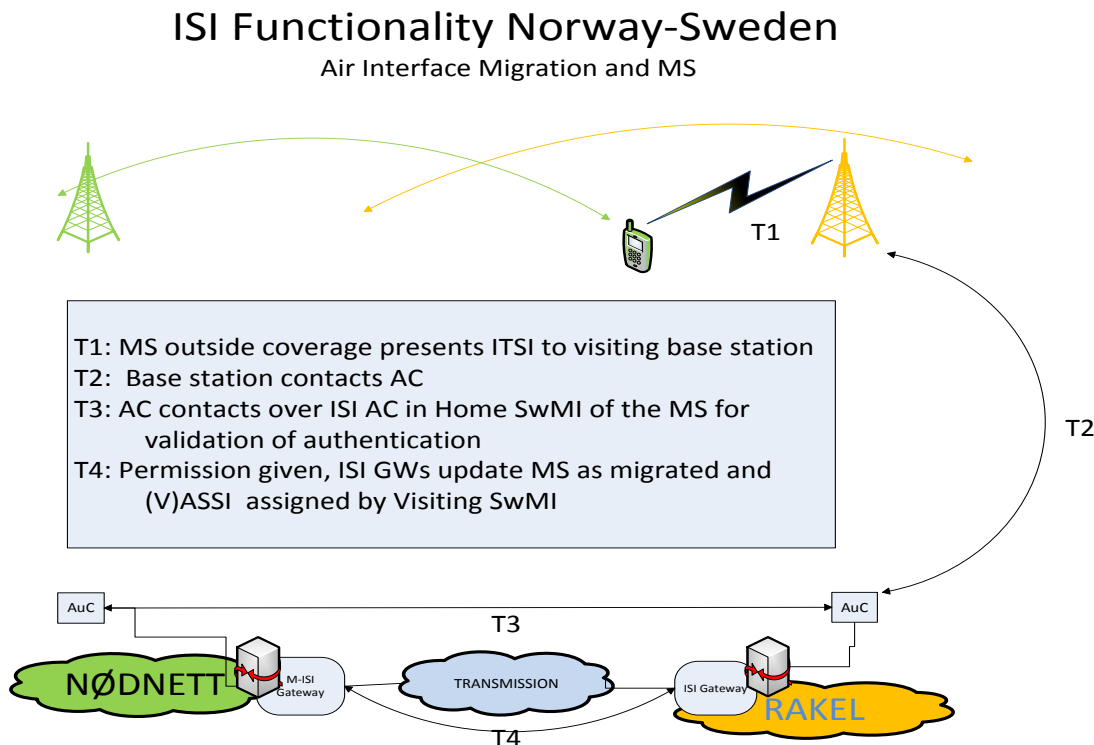 ISI Functionality Norway-Sweden
Air Interface Migration and MS
T1
T1: MS outside coverage presents ITSI to visiting base station
T2: Base station contacts AC
T3: AC contacts over ISI AC in Home SwMI of the MS for
validation of authentication
T4: Permission given, ISI GWs update MS as migrated and
(V)ASSI assigned by Visiting SwMI
T2
AuC
AuC
T3
NØDNETT
M-ISI
Gateway
TRANSMISSION
ISI Gateway
RAKEL
T4